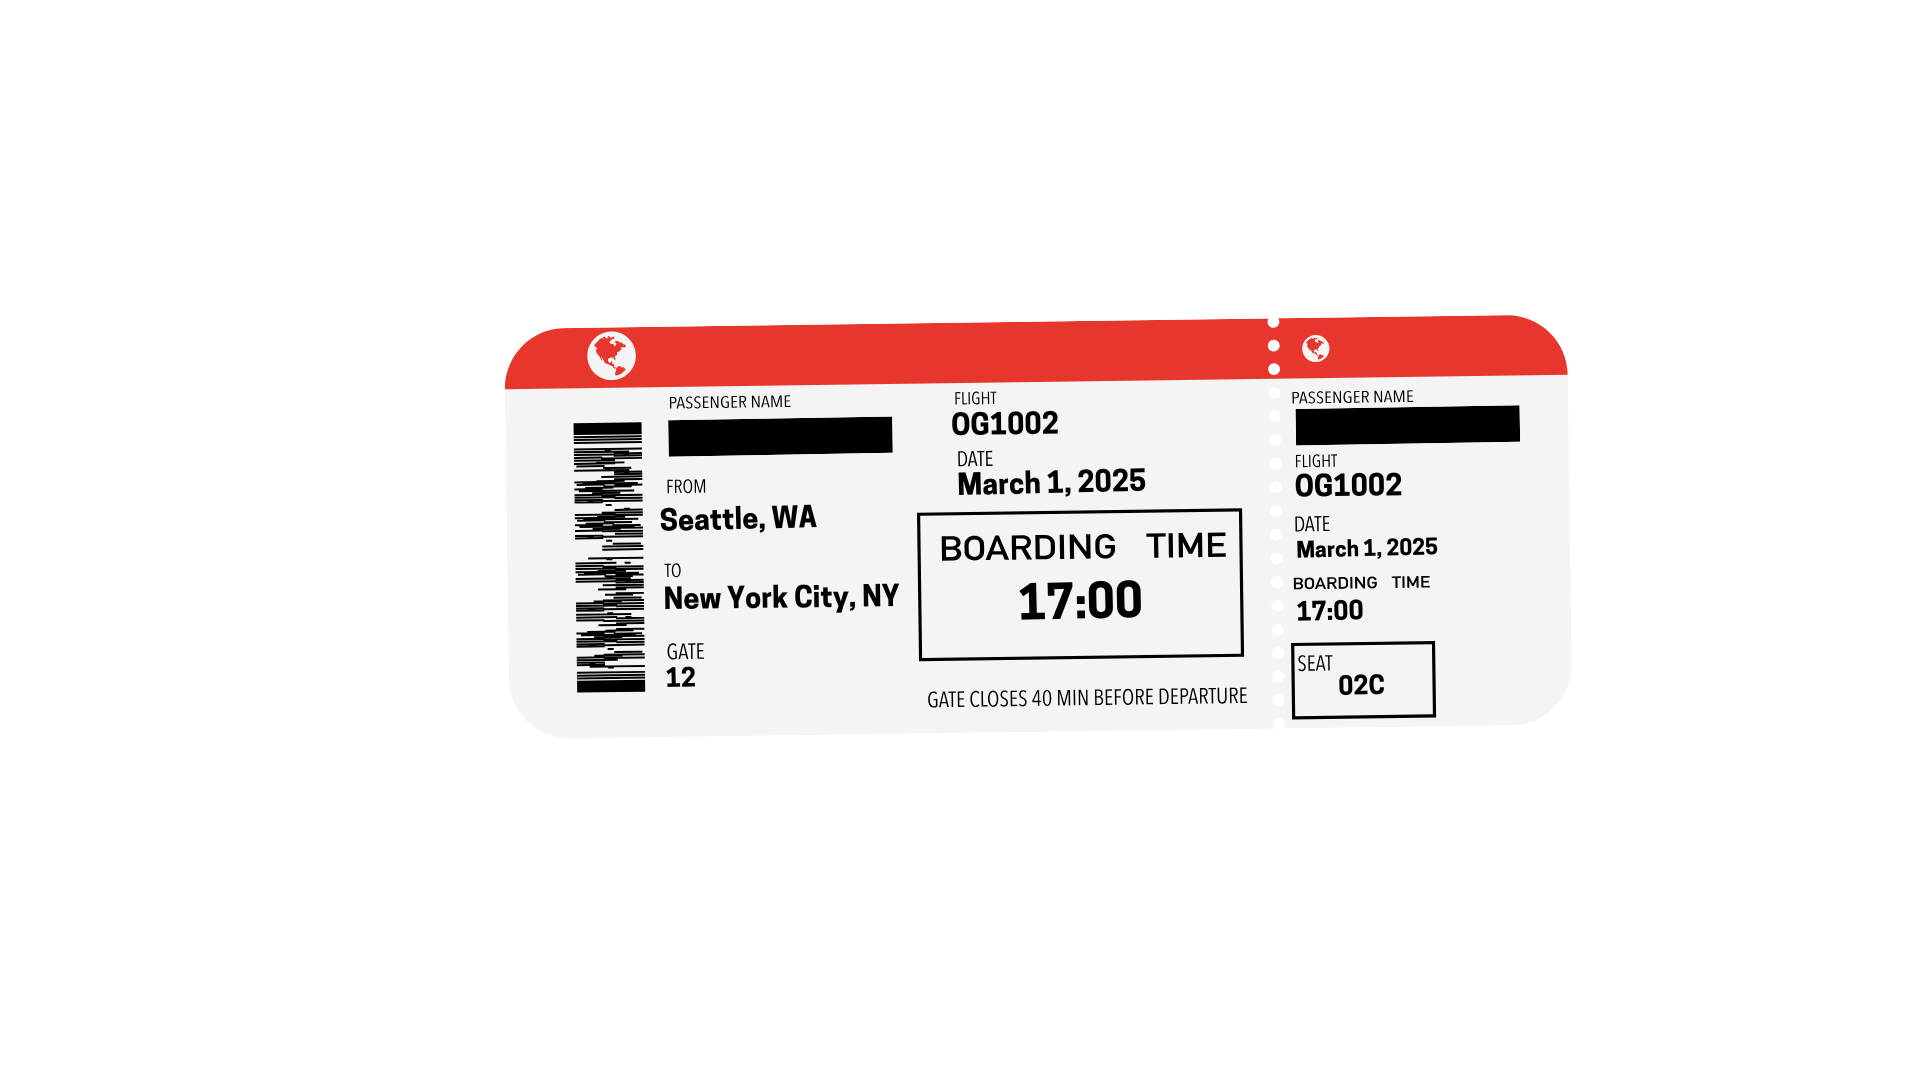 PASSENGER NAME
FROM
Seattle, WA
TO
New York City, NY
GATE
12
FLIGHT
OG1002
DATE
March 1, 2025
BOARDING TIME
17:00
GATE CLOSES 40 MIN BEFORE DEPARTURE
PASSENGER NAME
FLIGHT
OG1002
DATE
March 1, 2025
BOARDING TIME
17:00
SEAT
02C